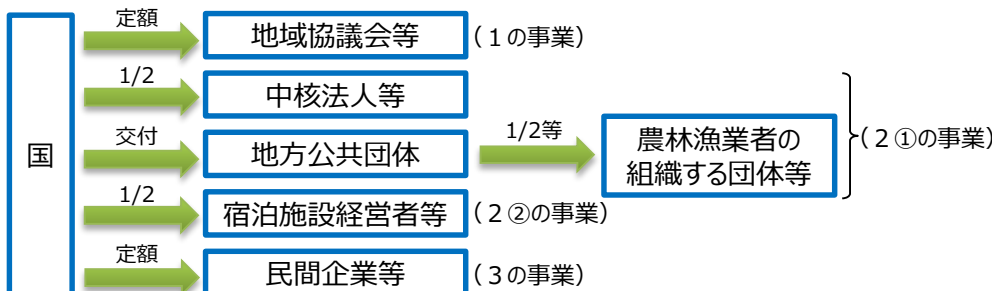 国
定額
地域協議会等
(1の事業)
1/2
中核法人等
交付
地方公共団体
1/2等
農林漁業者の
組織する団体等
(2①の事業)
1/2
宿泊施設経営者等
(2②の事業)
定額
民間企業等
(3の事業)